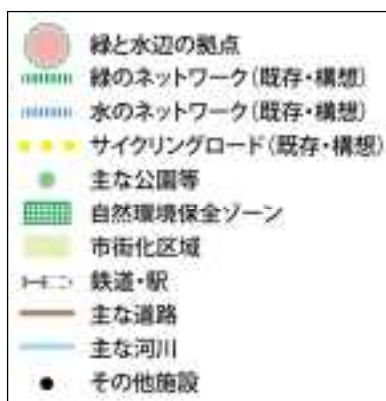 緑と水辺の拠点
緑のネットワーク(既存・構想)
水のネットワーク(既存・構想)
サイクリングロード(既存・構想)
主な公園等
自然環境保全ゾーン
市街化区域
鉄道・駅
主な道路
主な河川
その他施設